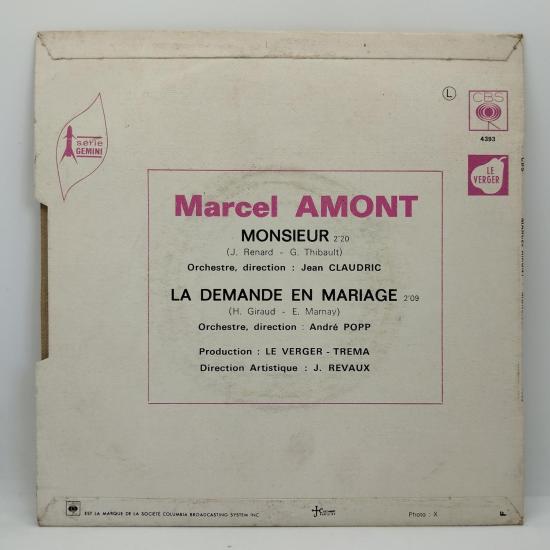 L
CBS
4393
série
GEMINI
LE
VERGER
Marcel AMONT
MONSIEUR 2'20
(J. Renard - G. Thibault)
Orchestre, direction : Jean CLAUDRIC
LA DEMANDE EN MARIAGE 2'09
(H. Giraud - E. Marnay)
Orchestre, direction : André POPP
Production : LE VERGER - TREMA
Direction Artistique : J. REVAUX
EST LA MARQUE DE LA SOCIÉTÉ COLUMBIA BROADCASTING SYSTEM INC.
Photo : X